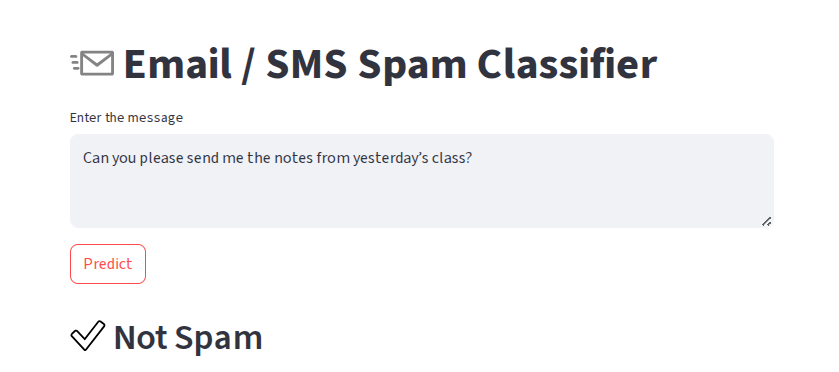 Email / SMS Spam Classifier
Enter the message
Can you please send me the notes from yesterday's class?
Predict
Not Spam